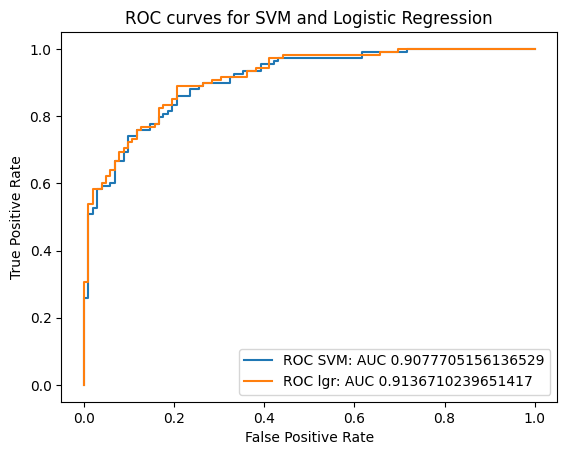 ROC curves for SVM and Logistic Regression
True Positive Rate
1.0
0.8
0.6
0.4
0.2
0.0
ROC SVM: AUC 0.9077705156136529
ROC lgr: AUC 0.9136710239651417
0.0 0.2 0.4 0.6 0.8 1.0
False Positive Rate